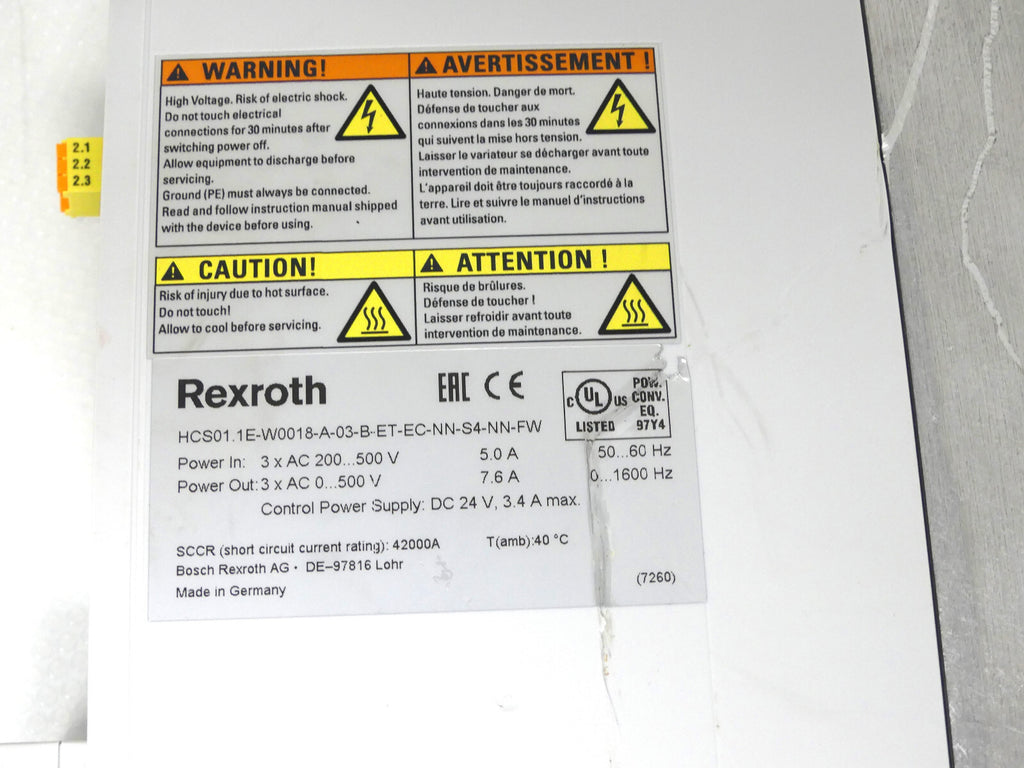 2.1
2.2
2.3
WARNING!
High Voltage. Risk of electric shock.
Do not touch electrical
connections for 30 minutes after
switching power off.
Allow equipment to discharge before
servicing.
Ground (PE) must always be connected.
Read and follow instruction manual shipped
with the device before using.
AVERTISSEMENT !
Haute tension. Danger de mort.
Défense de toucher aux
connexions dans les 30 minutes
qui suivent la mise hors tension.
Laisser le variateur se décharger avant toute
intervention de maintenance.
L'appareil doit être toujours raccordé à la
terre. Lire et suivre le manuel d'instructions
avant utilisation.
CAUTION!
Risk of injury due to hot surface.
Do not touch!
Allow to cool before servicing.
ATTENTION !
Risque de brûlures.
Défense de toucher !
Laisser refroidir avant toute
intervention de maintenance.
Rexroth
EAC CE
C UL US
LISTED
POW.
CONV.
EQ.
97Y4
HCS01.1E-W0018-A-03-B-ET-EC-NN-S4-NN-FW
Power In: 3 x AC 200...500 V 5.0 A 50...60 Hz
Power Out: 3 x AC 0...500 V 7.6 A 0...1600 Hz
Control Power Supply: DC 24 V, 3.4 A max.
SCCR (short circuit current rating): 42000A T(amb):40 °C
Bosch Rexroth AG · DE–97816 Lohr
Made in Germany (7260)